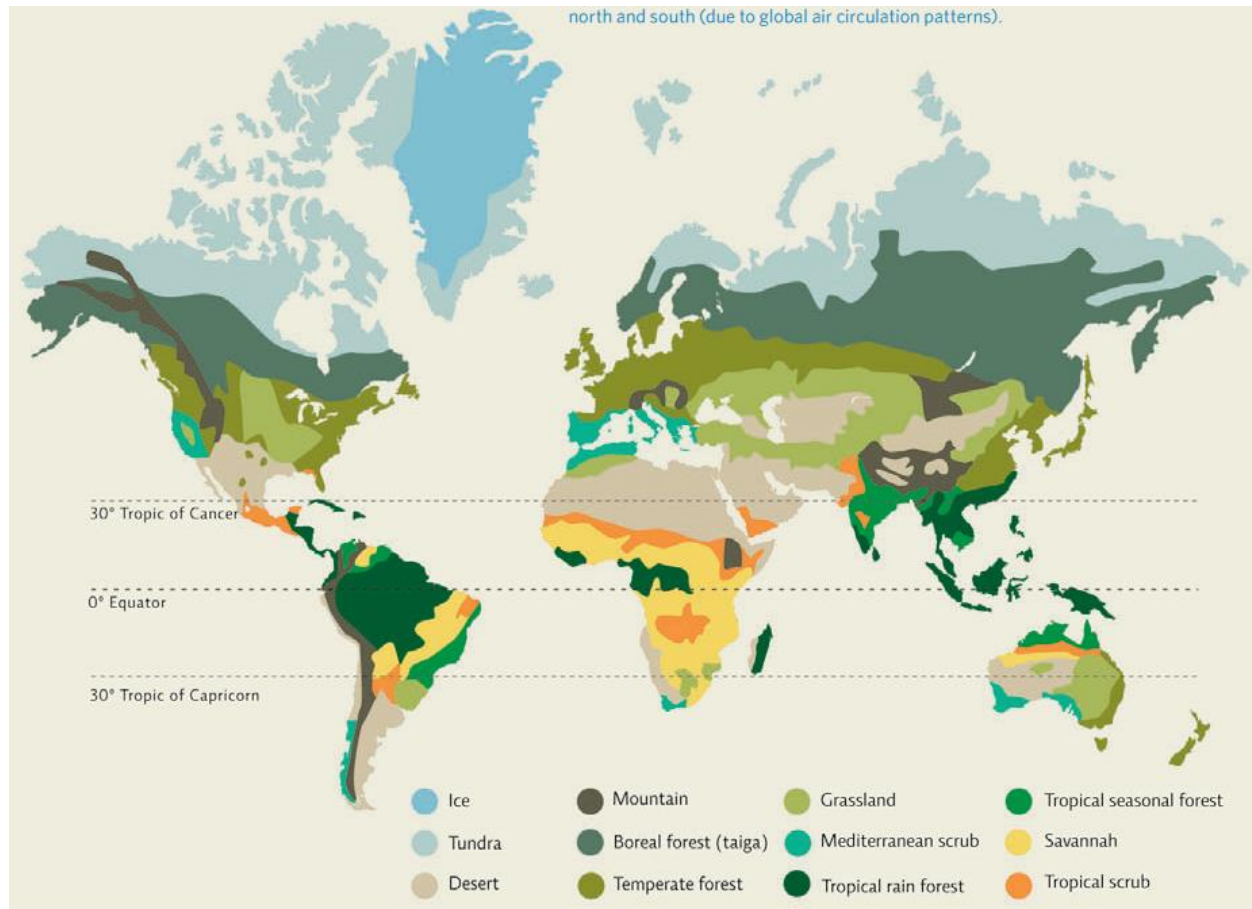 north and south (due to global air circulation patterns).
30° Tropic of Cancer
0° Equator
30° Tropic of Capricorn
Ice
Mountain
Grassland
Tropical seasonal forest
Tundra
Boreal forest (taiga)
Mediterranean scrub
Savannah
Desert
Temperate forest
Tropical rain forest
Tropical scrub